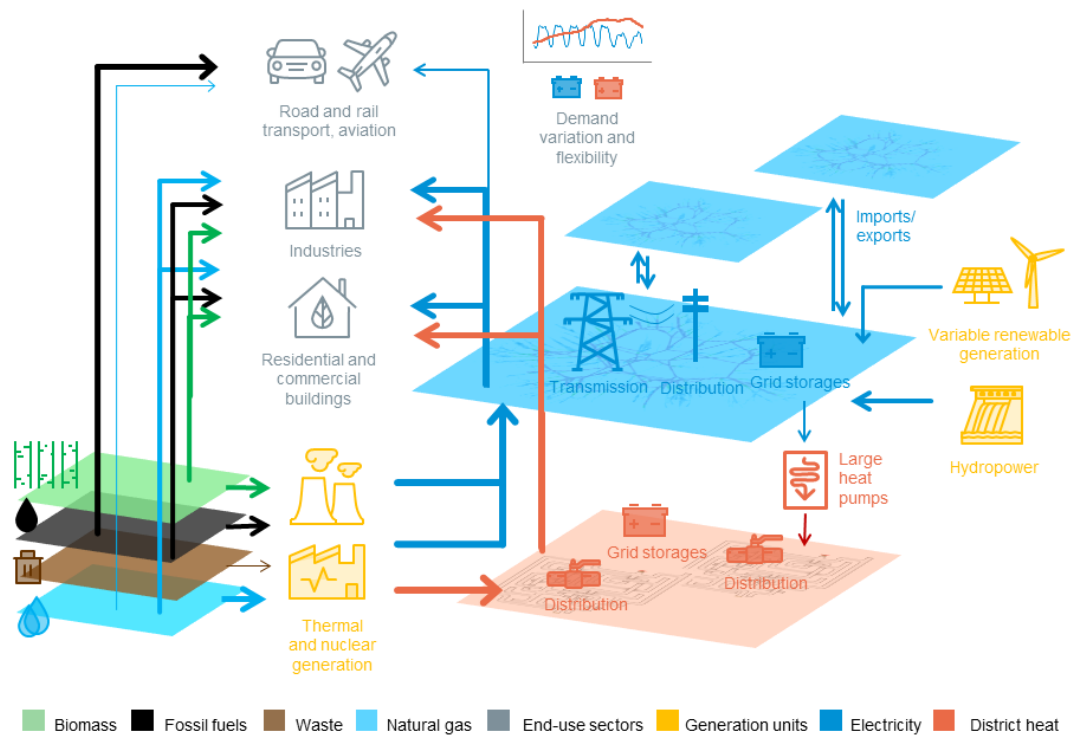 Road and rail
transport, aviation
Demand
variation and
flexibility
Imports/
exports
Industries
Variable renewable
generation
Residential and
commercial
buildings
Transmission
Distribution
Grid storages
Hydropower
Large
heat
pumps
Grid storages
Distribution
Distribution
Thermal
and nuclear
generation
Biomass
Fossil fuels
Waste
Natural gas
End-use sectors
Generation units
Electricity
District heat